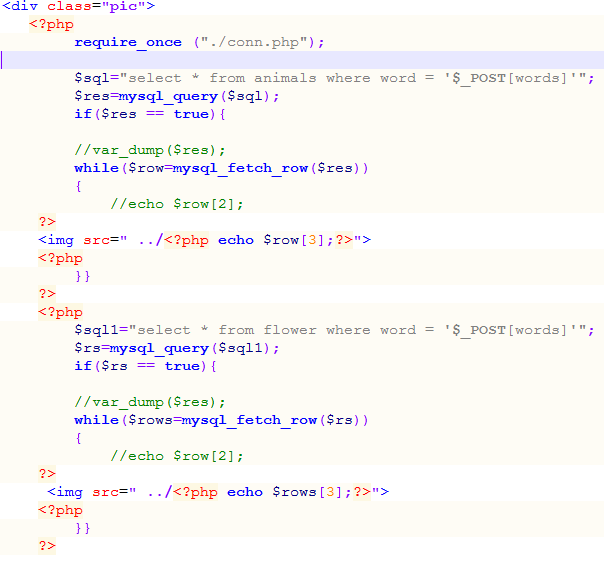 <div class="pic">
<?php
require_once ("./conn.php");
$sql="select * from animals where word = '$_POST[words]'";
$res=mysql_query($sql);
if($res == true){
//var_dump($res);
while($row=mysql_fetch_row($res))
{
//echo $row[2];
?>
<img src=" ../<?php echo $row[3];?>">
<?php
}}
?>
<?php
$sql1="select * from flower where word = '$_POST[words]'";
$rs=mysql_query($sql1);
if($rs == true){
//var_dump($res);
while($rows=mysql_fetch_row($rs))
{
//echo $row[2];
?>
<img src=" ../<?php echo $rows[3];?>">
<?php
}}
?>